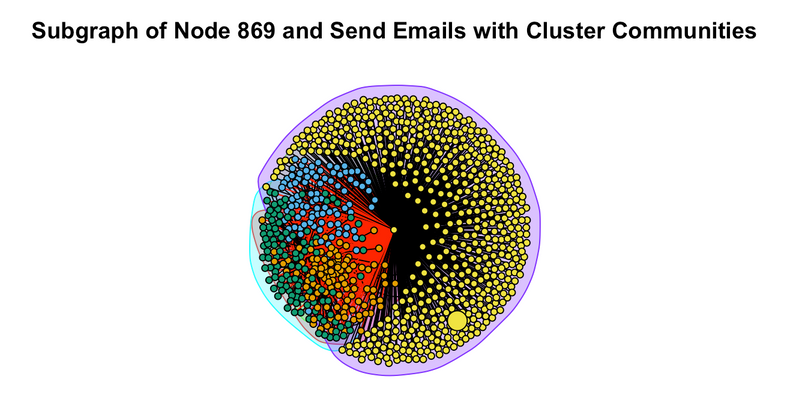 Subgraph of Node 869 and Send Emails with Cluster Communities